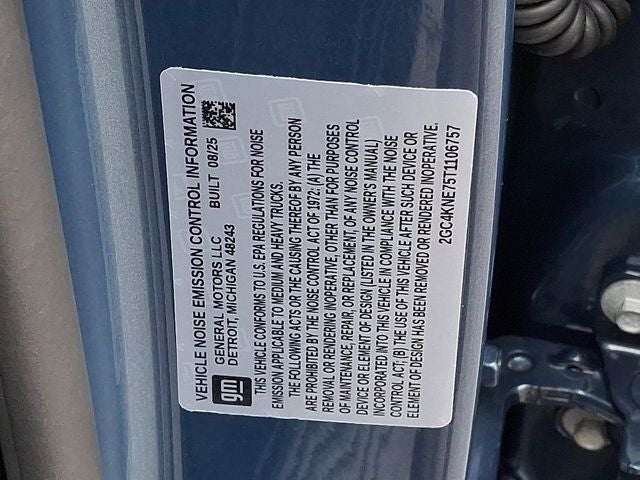 VEHICLE NOISE EMISSION CONTROL INFORMATION
gm
GENERAL MOTORS LLC BUILT 08/25
DETROIT, MICHIGAN 48243
THIS VEHICLE CONFORMS TO U.S. EPA REGULATIONS FOR NOISE
EMISSION APPLICABLE TO MEDIUM AND HEAVY TRUCKS.
THE FOLLOWING ACTS OR THE CAUSING THEREOF BY ANY PERSON
ARE PROHIBITED BY THE NOISE CONTROL ACT OF 1972: (A) THE
REMOVAL OR RENDERING INOPERATIVE, OTHER THAN FOR PURPOSES
OF MAINTENANCE, REPAIR, OR REPLACEMENT, OF ANY NOISE CONTROL
DEVICE OR ELEMENT OF DESIGN (LISTED IN THE OWNER'S MANUAL)
INCORPORATED INTO THIS VEHICLE IN COMPLIANCE WITH THE NOISE
CONTROL ACT; (B) THE USE OF THIS VEHICLE AFTER SUCH DEVICE OR
ELEMENT OF DESIGN HAS BEEN REMOVED OR RENDERED INOPERATIVE.
2GC4KNE75T1106757